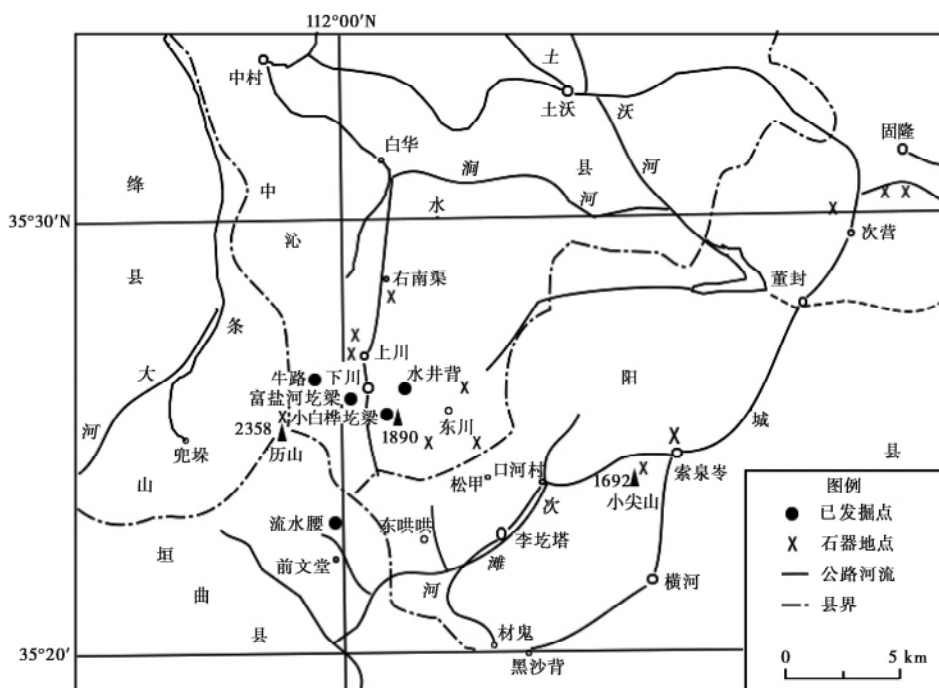 112°00′N
中村
土
土沃
沃
固隆
白华
涧
县
河
绛
中
河
水
35°30′N
沁
次营
县
右南渠
董封
条
上川
大
牛路
下川
水井背
阳
富盐河圪梁
小白桦圪梁
2358
1890
东川
城
河
兜垛
历山
口河村
1692
索泉岺
县
山
松甲
小尖山
次
流水腰
东哄哄
李圪塔
滩
垣
前文堂
河
横河
曲
县
材鬼
35°20′
黑沙背
图例
已发掘点
石器地点
公路河流
县界
0 5 km